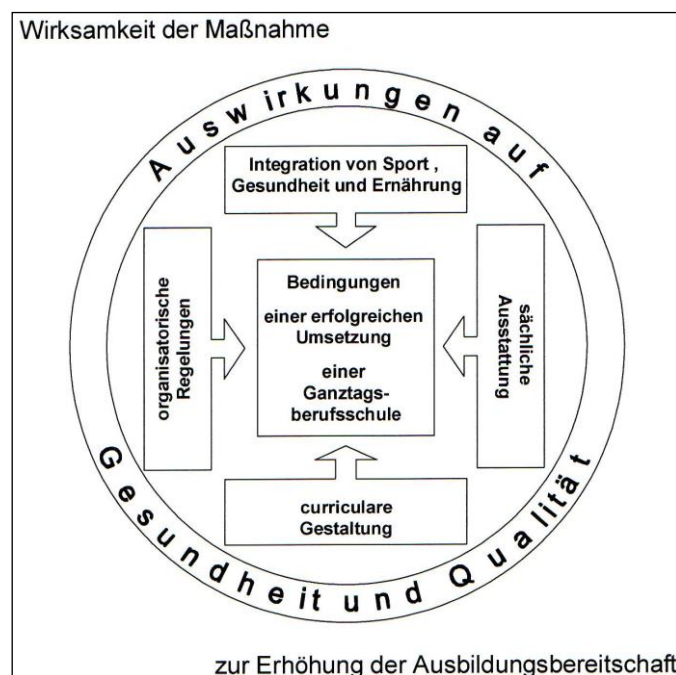 Wirksamkeit der Maßnahme
Auswirkungen auf
Integration von Sport ,
Gesundheit und Ernährung
organisatorische
Regelungen
Bedingungen
einer erfolgreichen
Umsetzung
einer
Ganztags-
berufsschule
sächliche
Ausstattung
curriculare
Gestaltung
Gesundheit und Qualität
zur Erhöhung der Ausbildungsbereitschaft